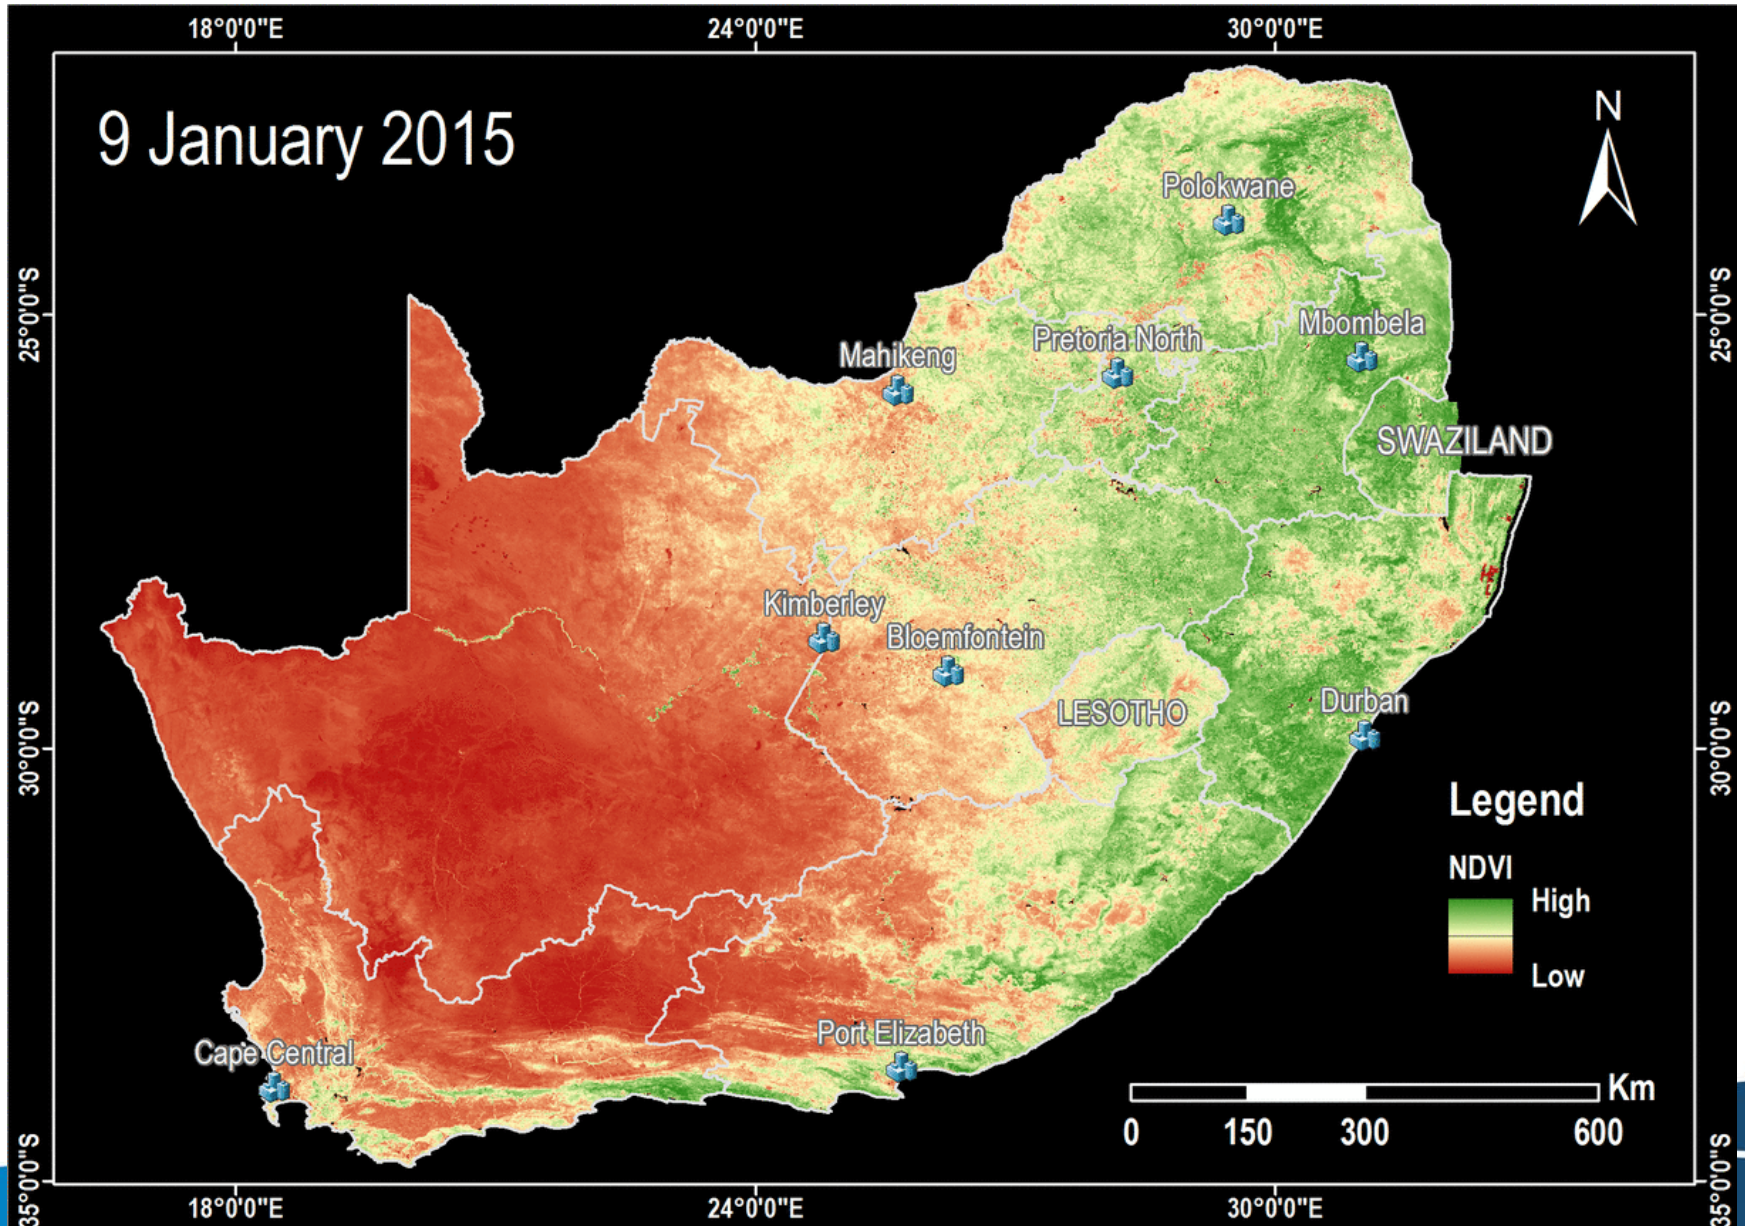 18°0'0"E 24°0'0"E 30°0'0"E
9 January 2015
N
Polokwane
25°0'0"S 25°0'0"S
Mbombela
Pretoria North
Mahikeng
SWAZILAND
Kimberley
Bloemfontein
Durban
LESOTHO
30°0'0"S 30°0'0"S
Legend
NDVI
High
Low
Port Elizabeth
Cape Central
Km
0 150 300 600
35°0'0"S 35°0'0"S
18°0'0"E 24°0'0"E 30°0'0"E